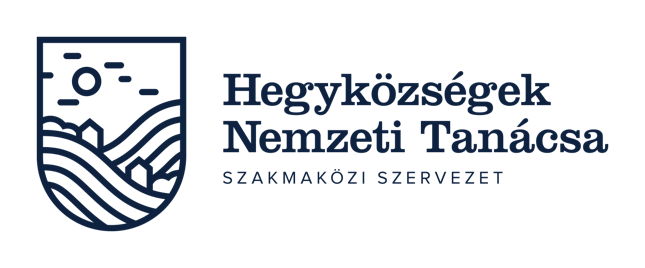 Hegyközségek
Nemzeti Tanácsa
SZAKMAKÖZI SZERVEZET